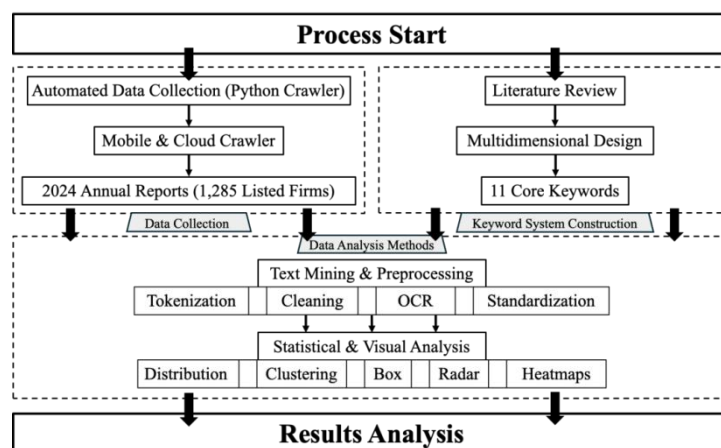 Process Start
Automated Data Collection (Python Crawler)
Literature Review
Mobile & Cloud Crawler
Multidimensional Design
2024 Annual Reports (1,285 Listed Firms)
11 Core Keywords
Data Collection
Keyword System Construction
Data Analysis Methods
Text Mining & Preprocessing
Tokenization Cleaning OCR Standardization
Statistical & Visual Analysis
Distribution Clustering Box Radar Heatmaps
Results Analysis